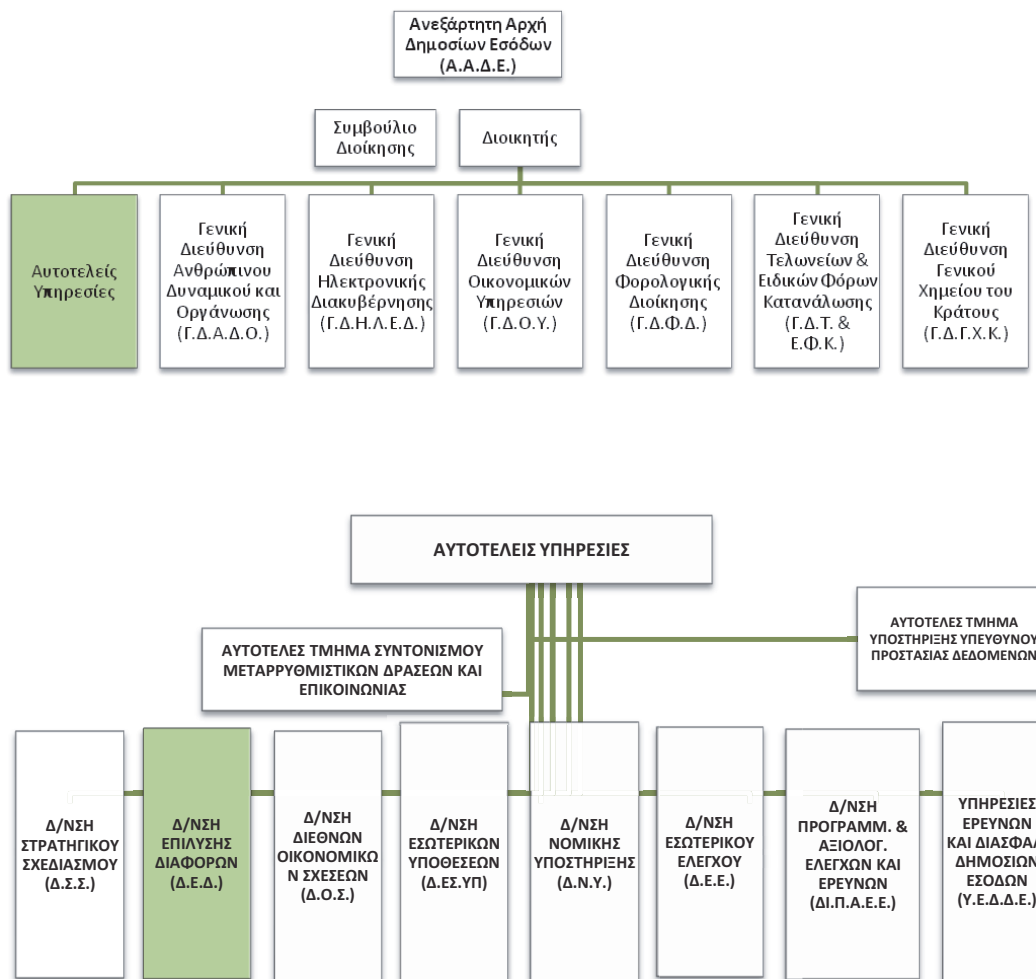 Ανεξάρτητη Αρχή
Δημοσίων Εσόδων
(Α.Α.Δ.Ε.)
Συμβούλιο
Διοίκησης
Διοικητής
Αυτοτελείς
Υπηρεσίες
Γενική
Διεύθυνση
Ανθρώπινου
Δυναμικού και
Οργάνωσης
(Γ.Δ.Α.Δ.Ο.)
Γενική
Διεύθυνση
Ηλεκτρονικής
Διακυβέρνησης
(Γ.Δ.Η.Λ.Ε.Δ.)
Γενική
Διεύθυνση
Οικονομικών
Υπηρεσιών
(Γ.Δ.Ο.Υ.)
Γενική
Διεύθυνση
Φορολογικής
Διοίκησης
(Γ.Δ.Φ.Δ.)
Γενική
Διεύθυνση
Τελωνείων &
Ειδικών Φόρων
Κατανάλωσης
(Γ.Δ.Τ. &
Ε.Φ.Κ.)
Γενική
Διεύθυνση
Γενικού
Χημείου του
Κράτους
(Γ.Δ.Γ.Χ.Κ.)
ΑΥΤΟΤΕΛΕΙΣ ΥΠΗΡΕΣΙΕΣ
ΑΥΤΟΤΕΛΕΣ ΤΜΗΜΑ
ΥΠΟΣΤΗΡΙΞΗΣ ΥΠΕΥΘΥΝΟΥ
ΠΡΟΣΤΑΣΙΑΣ ΔΕΔΟΜΕΝΩΝ
ΑΥΤΟΤΕΛΕΣ ΤΜΗΜΑ ΣΥΝΤΟΝΙΣΜΟΥ
ΜΕΤΑΡΡΥΘΜΙΣΤΙΚΩΝ ΔΡΑΣΕΩΝ ΚΑΙ
ΕΠΙΚΟΙΝΩΝΙΑΣ
Δ/ΝΣΗ
ΣΤΡΑΤΗΓΙΚΟΥ
ΣΧΕΔΙΑΣΜΟΥ
(Δ.Σ.Σ.)
Δ/ΝΣΗ
ΕΠΙΛΥΣΗΣ
ΔΙΑΦΟΡΩΝ
(Δ.Ε.Δ.)
Δ/ΝΣΗ
ΔΙΕΘΝΩΝ
ΟΙΚΟΝΟΜΙΚΩ
Ν ΣΧΕΣΕΩΝ
(Δ.Ο.Σ.)
Δ/ΝΣΗ
ΕΣΩΤΕΡΙΚΩΝ
ΥΠΟΘΕΣΕΩΝ
(Δ.ΕΣ.ΥΠ)
Δ/ΝΣΗ
ΝΟΜΙΚΗΣ
ΥΠΟΣΤΗΡΙΞΗΣ
(Δ.Ν.Υ.)
Δ/ΝΣΗ
ΕΣΩΤΕΡΙΚΟΥ
ΕΛΕΓΧΟΥ
(Δ.Ε.Ε.)
Δ/ΝΣΗ
ΠΡΟΓΡΑΜΜ. &
ΑΞΙΟΛΟΓ.
ΕΛΕΓΧΩΝ ΚΑΙ
ΕΡΕΥΝΩΝ
(ΔΙ.Π.Α.Ε.Ε.)
ΥΠΗΡΕΣΙΕΣ
ΕΡΕΥΝΩΝ
ΚΑΙ ΔΙΑΣΦΑΛ
ΔΗΜΟΣΙΩΝ
ΕΣΟΔΩΝ
(Υ.Ε.Δ.Δ.Ε.)